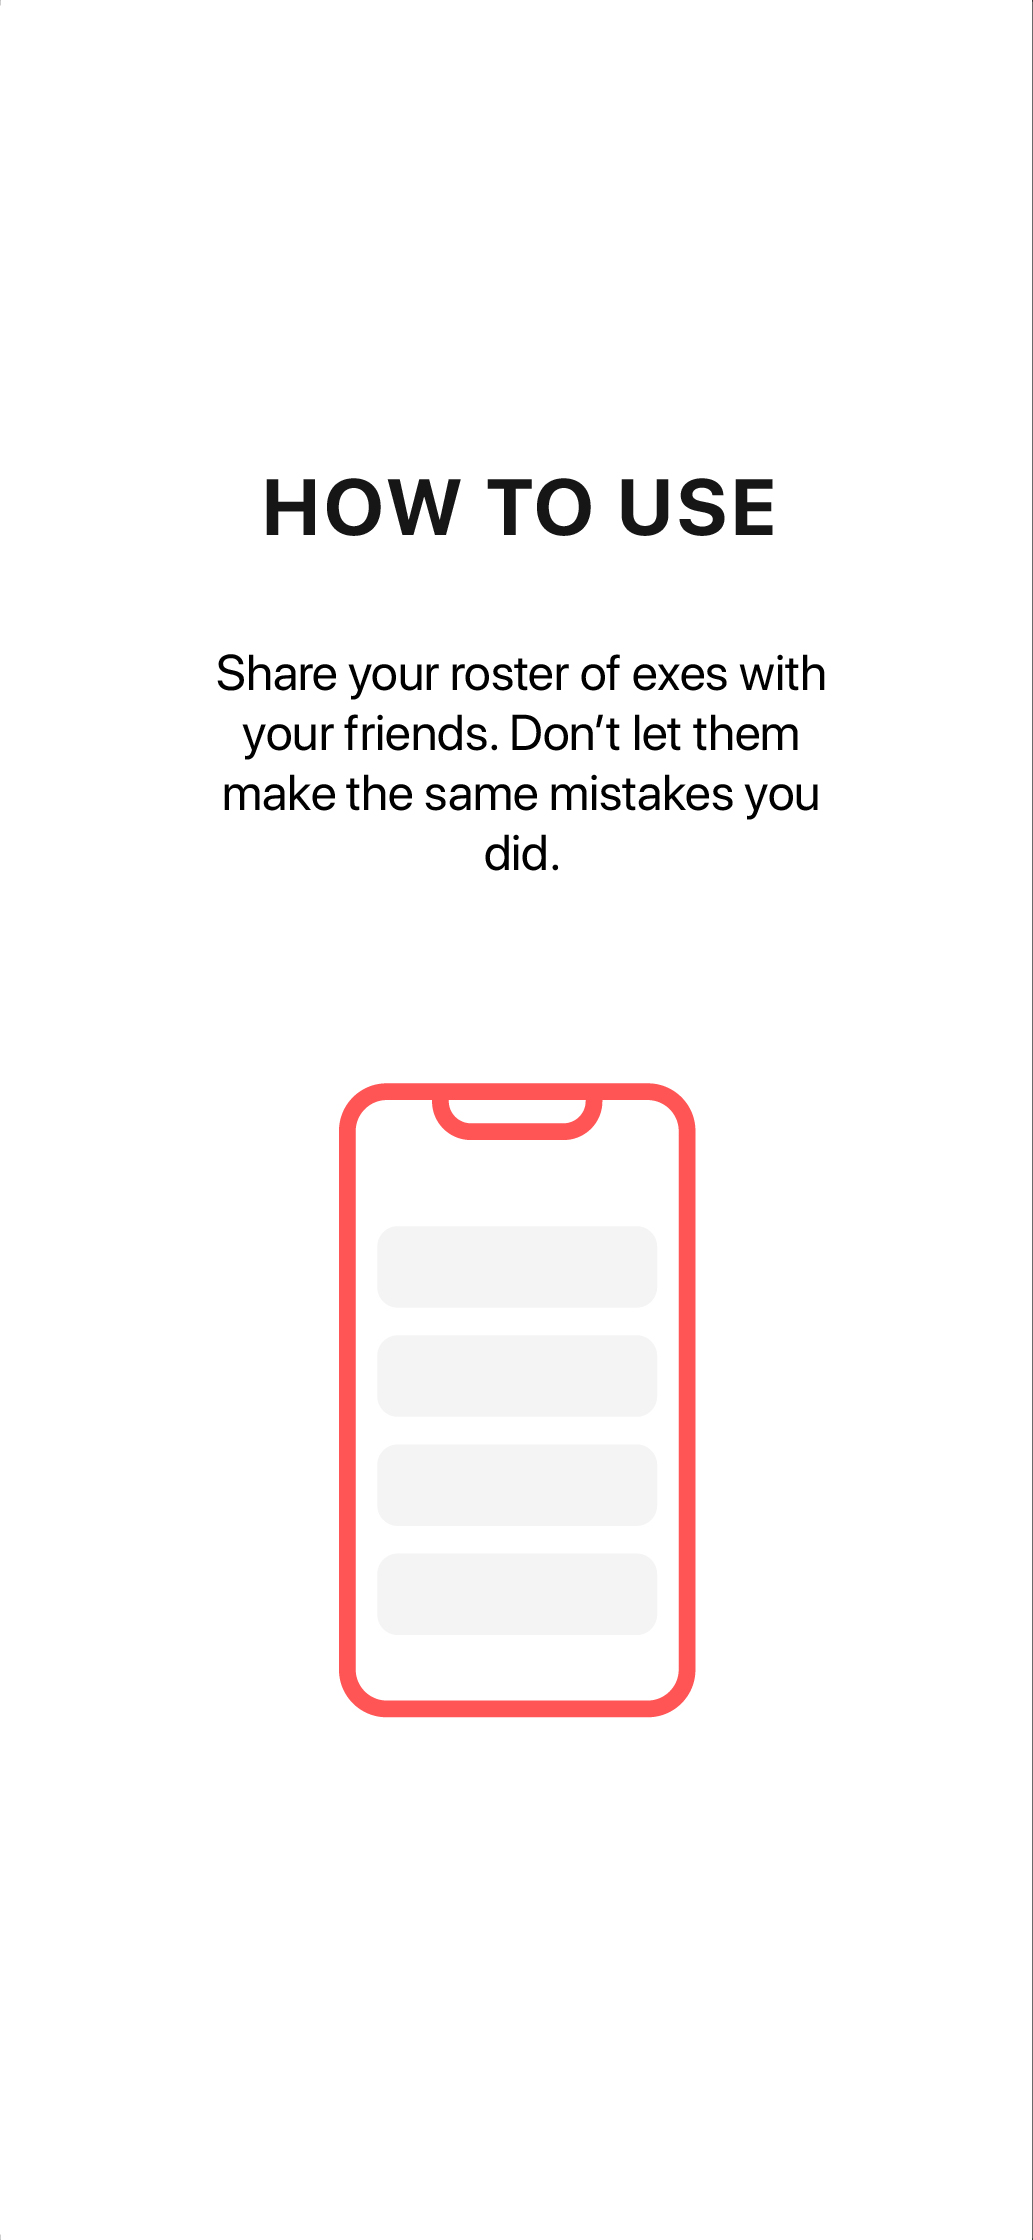 HOW TO USE
Share your roster of exes with
your friends. Don’t let them
make the same mistakes you
did.